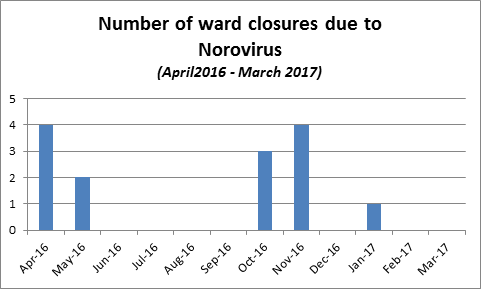 Number of ward closures due to
Norovirus
(April2016 - March 2017)
5
4
3
2
1
0
Apr-16
May-16
Jun-16
Jul-16
Aug-16
Sep-16
Oct-16
Nov-16
Dec-16
Jan-17
Feb-17
Mar-17